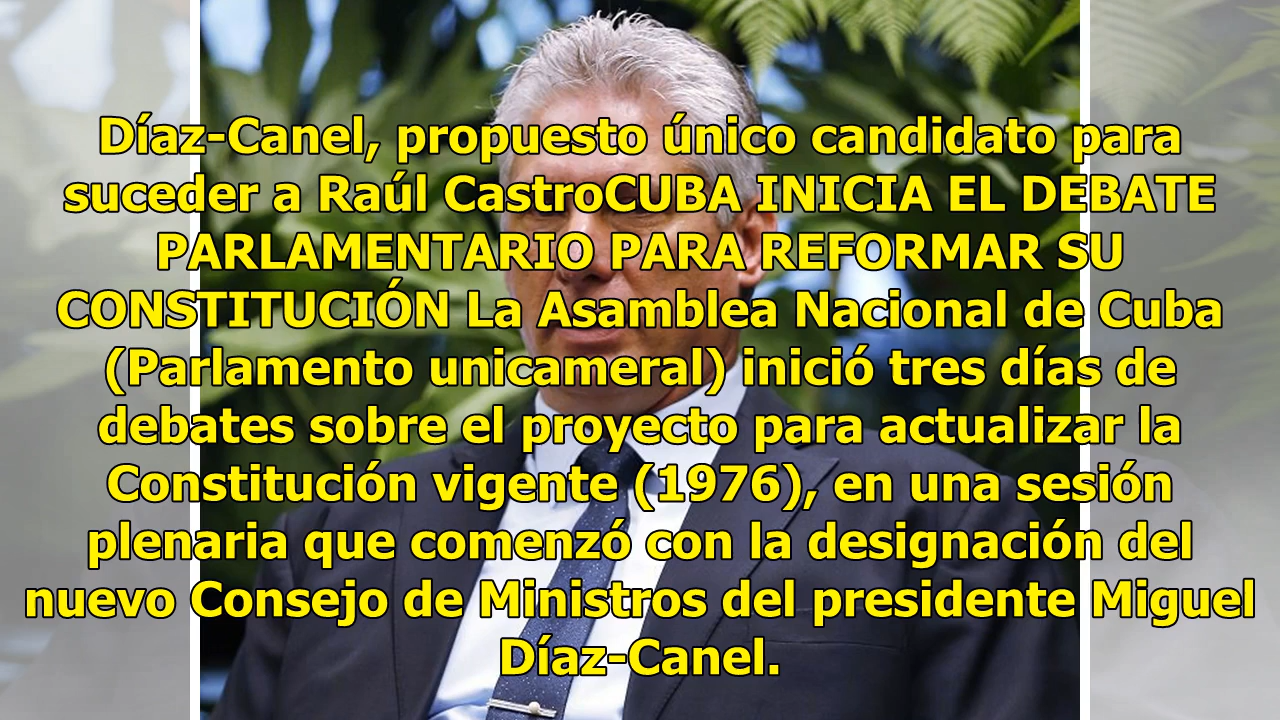 Díaz-Canel, propuesto único candidato para
suceder a Raúl CastroCUBA INICIA EL DEBATE
PARLAMENTARIO PARA REFORMAR SU
CONSTITUCIÓN La Asamblea Nacional de Cuba
(Parlamento unicameral) inició tres días de
debates sobre el proyecto para actualizar la
Constitución vigente (1976), en una sesión
plenaria que comenzó con la designación del
nuevo Consejo de Ministros del presidente Miguel
Díaz-Canel.